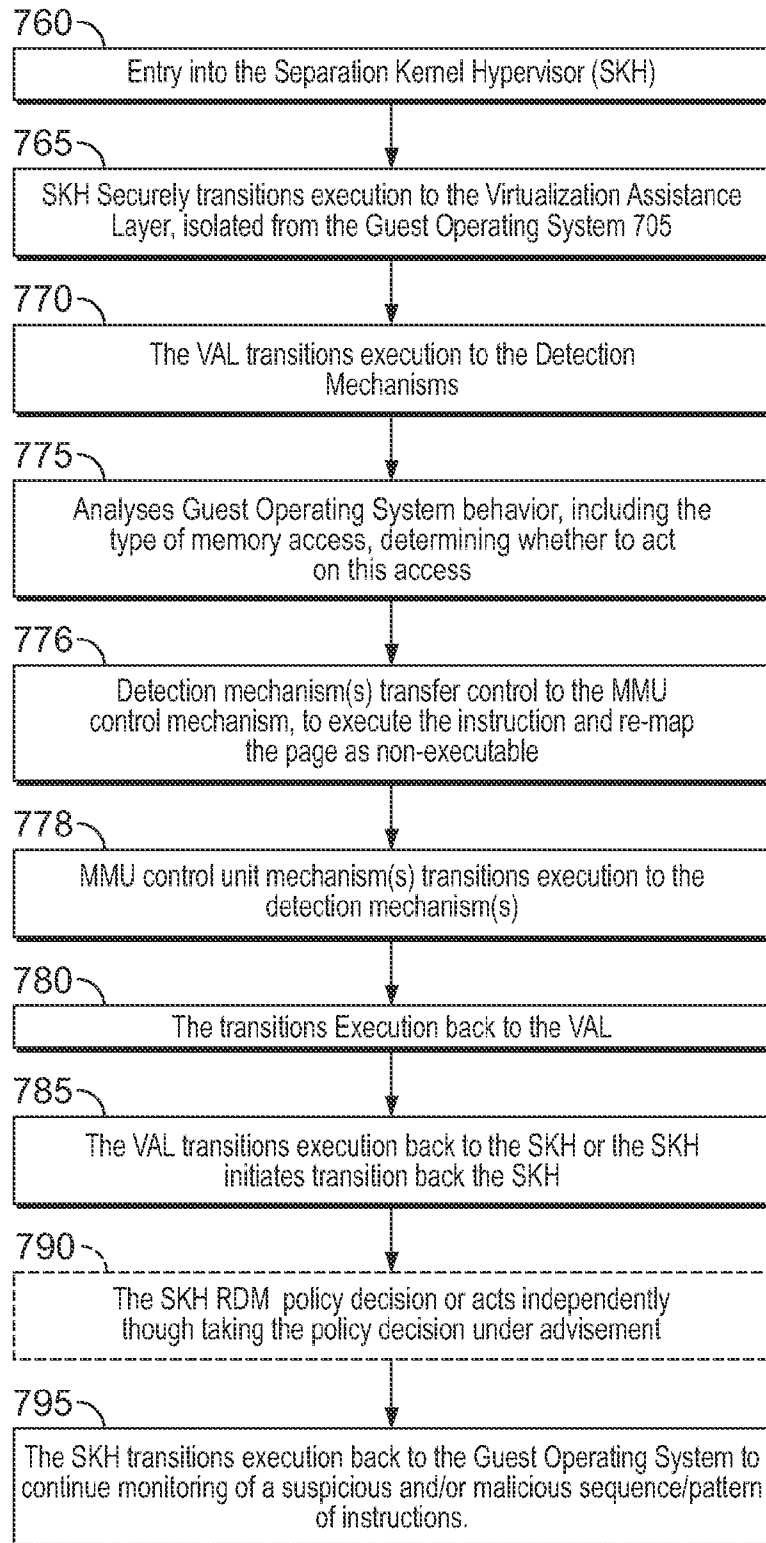 760
Entry into the Separation Kernel Hypervisor (SKH)
765
SKH Securely transitions execution to the Virtualization Assistance
Layer, isolated from the Guest Operating System 705
770
The VAL transitions execution to the Detection
Mechanisms
775
Analyses Guest Operating System behavior, including the
type of memory access, determining whether to act
on this access
776
Detection mechanism(s) transfer control to the MMU
control mechanism, to execute the instruction and re-map
the page as non-executable
778
MMU control unit mechanism(s) transitions execution to the
detection mechanism(s)
780
The transitions Execution back to the VAL
785
The VAL transitions execution back to the SKH or the SKH
initiates transition back the SKH
790
The SKH RDM policy decision or acts independently
though taking the policy decision under advisement
795
The SKH transitions execution back to the Guest Operating System to
continue monitoring of a suspicious and/or malicious sequence/pattern
of instructions.